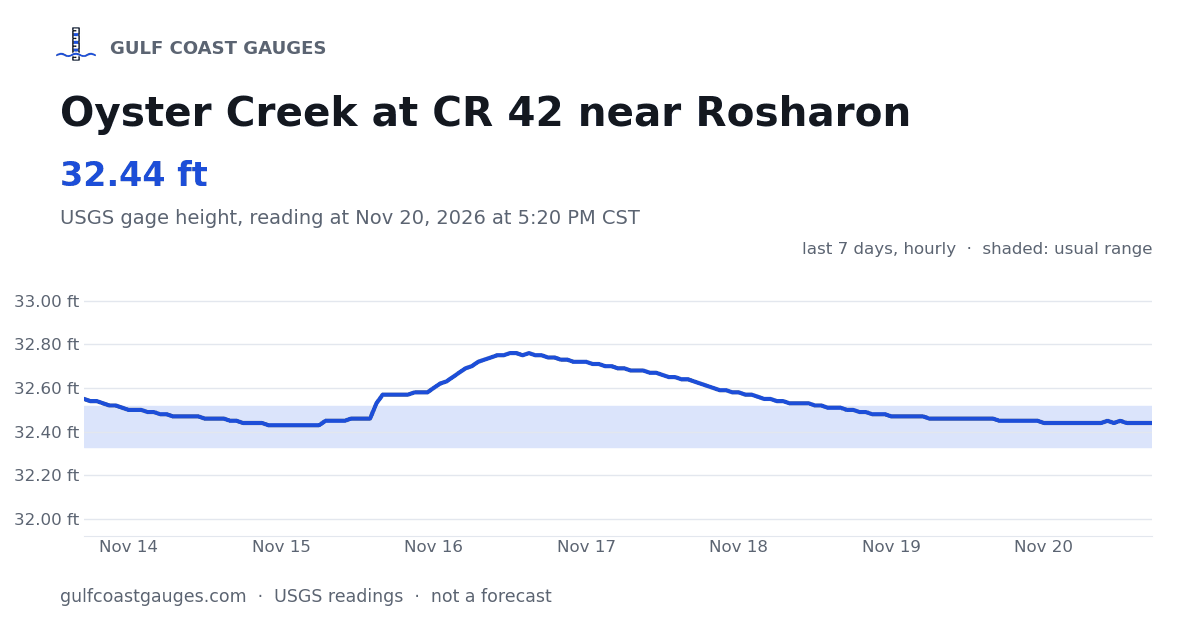 GULF COAST GAUGES
Oyster Creek at CR 42 near Rosharon
32.44 ft
USGS gage height, reading at Nov 20, 2026 at 5:20 PM CST
last 7 days, hourly · shaded: usual range
33.00 ft
32.80 ft
32.60 ft
32.40 ft
32.20 ft
32.00 ft
Nov 14 Nov 15 Nov 16 Nov 17 Nov 18 Nov 19 Nov 20
gulfcoastgauges.com · USGS readings · not a forecast